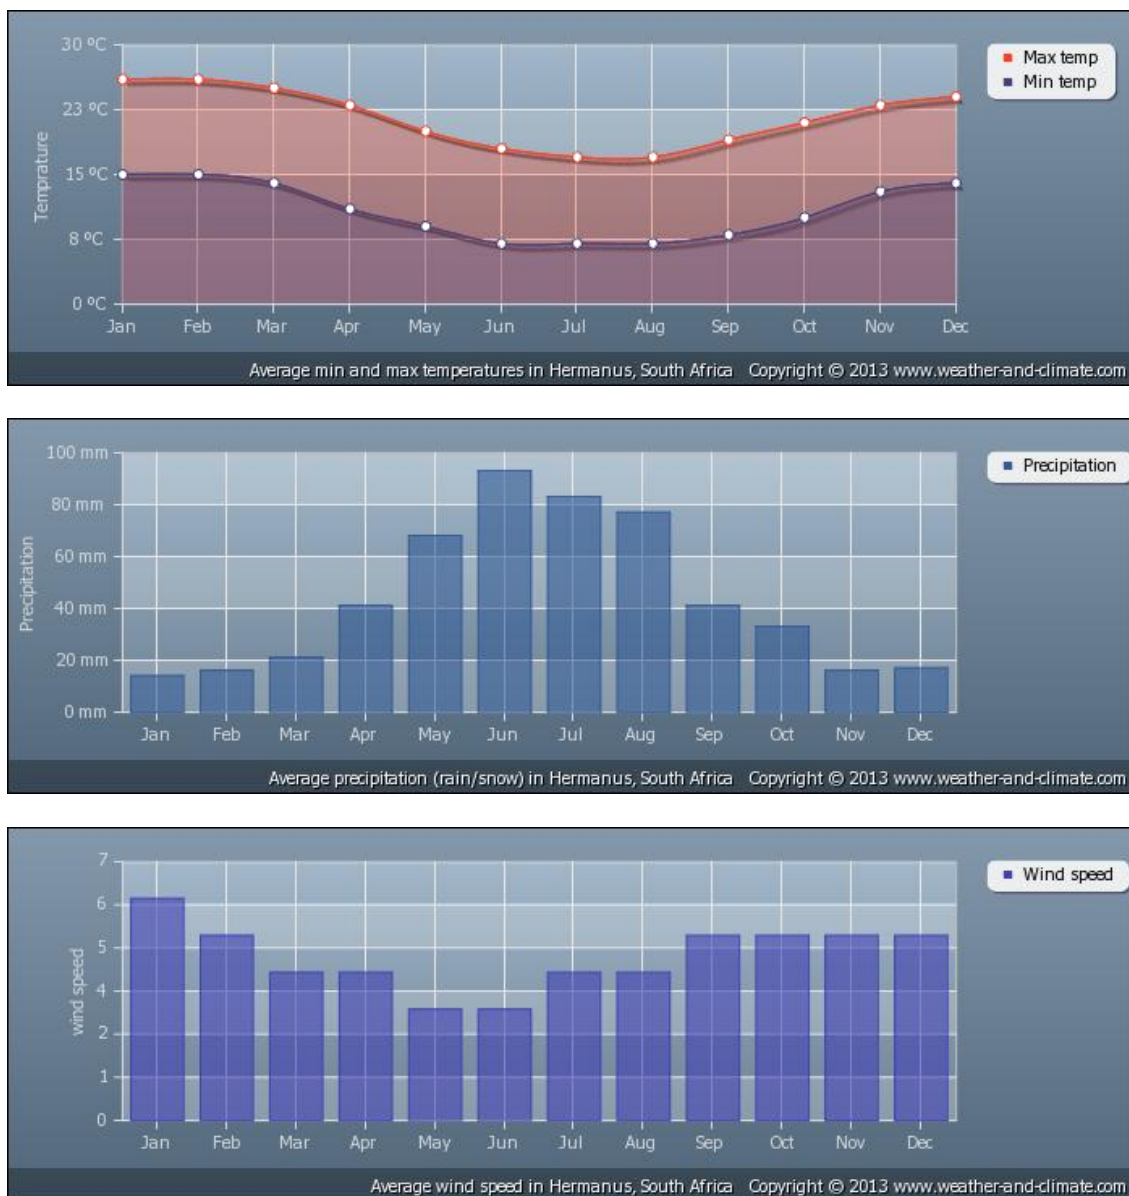 30 ºC
23 ºC
15 ºC
8 ºC
0 ºC
Temprature
Jan Feb Mar Apr May Jun Jul Aug Sep Oct Nov Dec
Max temp
Min temp
Average min and max temperatures in Hermanus, South Africa Copyright © 2013 www.weather-and-climate.com
100 mm
80 mm
60 mm
40 mm
20 mm
0 mm
Precipitation
Jan Feb Mar Apr May Jun Jul Aug Sep Oct Nov Dec
Precipitation
Average precipitation (rain/snow) in Hermanus, South Africa Copyright © 2013 www.weather-and-climate.com
7
6
5
4
2
1
0
wind speed
Jan Feb Mar Apr May Jun Jul Aug Sep Oct Nov Dec
Wind speed
Average wind speed in Hermanus, South Africa Copyright © 2013 www.weather-and-climate.com